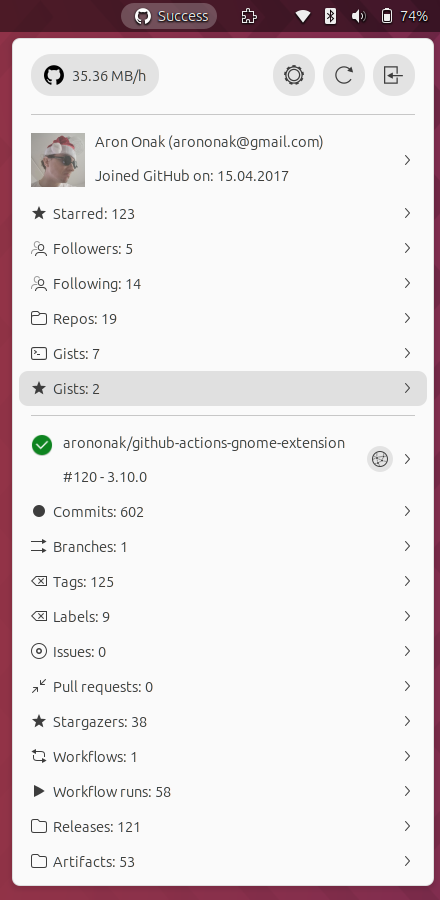 Success
74%
35.36 MB/h
Aron Onak (arononak@gmail.com)
Joined GitHub on: 15.04.2017
Starred: 123
Followers: 5
Following: 14
Repos: 19
Gists: 7
Gists: 2
arononak/github-actions-gnome-extension
#120 - 3.10.0
Commits: 602
Branches: 1
Tags: 125
Labels: 9
Issues: 0
Pull requests: 0
Stargazers: 38
Workflows: 1
Workflow runs: 58
Releases: 121
Artifacts: 53